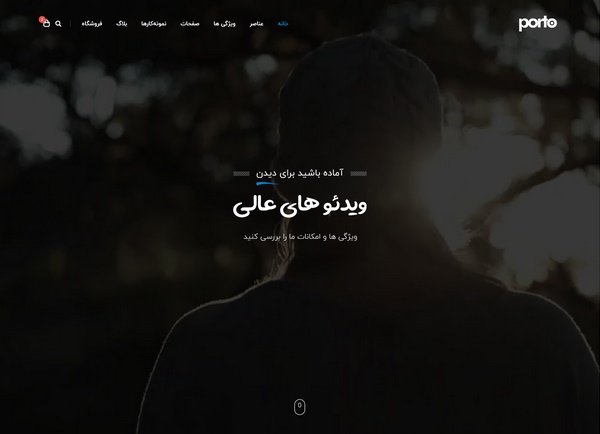 porto
خانه عناصر ویژگی ها صفحات نمونه‌کارها بلاگ فروشگاه
آماده باشید برای دیدن
ویدئو های عالی
ویژگی ها و امکانات ما را بررسی کنید